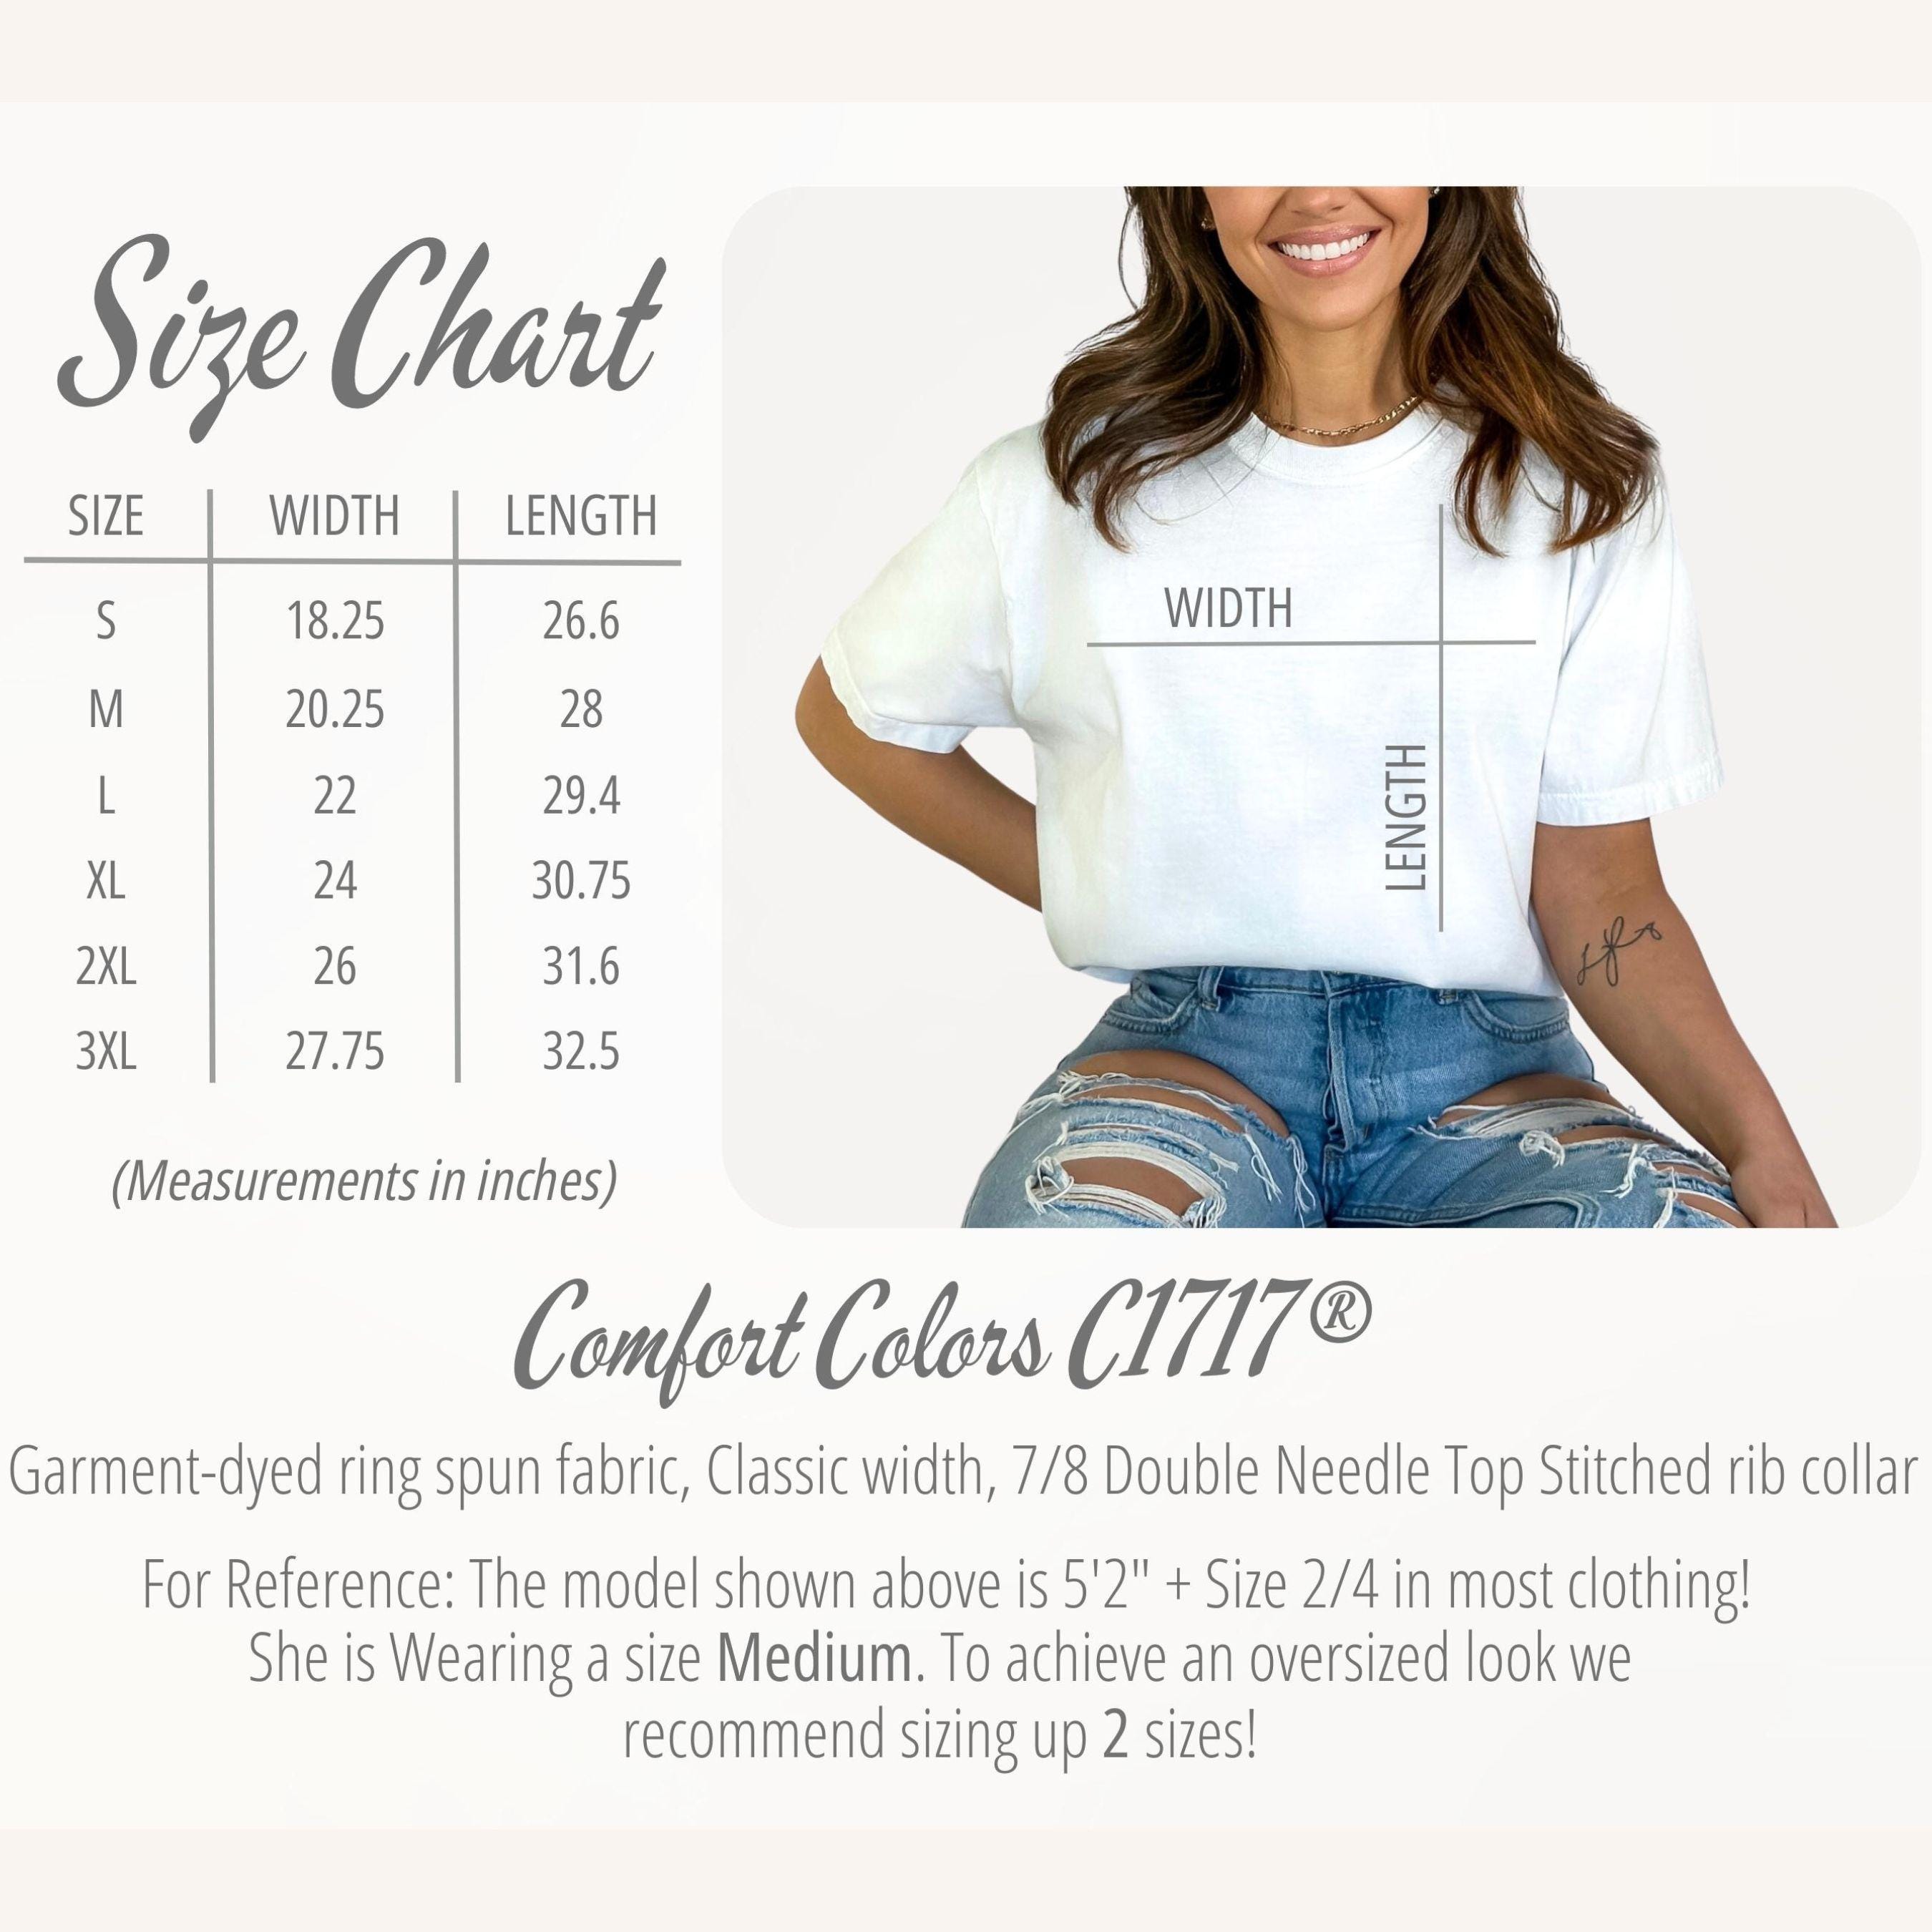 Size Chart
SIZE WIDTH LENGTH
S 18.25 26.6
M 20.25 28
L 22 29.4
XL 24 30.75
2XL 26 31.6
3XL 27.75 32.5
(Measurements in inches)
WIDTH
LENGTH
Comfort Colors C1717®
Garment-dyed ring spun fabric, Classic width, 7/8 Double Needle Top Stitched rib collar
For Reference: The model shown above is 5'2" + Size 2/4 in most clothing!
She is Wearing a size Medium. To achieve an oversized look we
recommend sizing up 2 sizes!